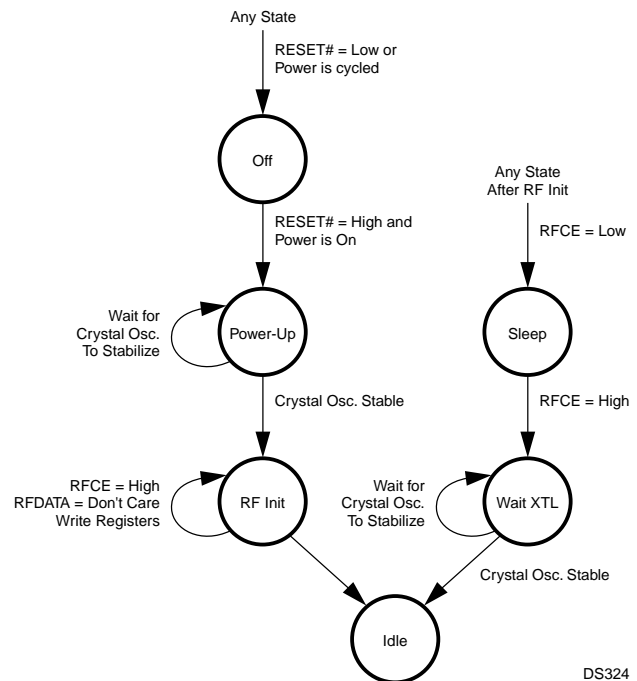 Any State
RESET# = Low or
Power is cycled
Off
RESET# = High and
Power is On
Wait for
Crystal Osc.
To Stabilize
Power-Up
Crystal Osc. Stable
RFCE = High
RFDATA = Don't Care
Write Registers
RF Init
Any State
After RF Init
RFCE = Low
Sleep
RFCE = High
Wait for
Crystal Osc.
To Stabilize
Wait XTL
Crystal Osc. Stable
Idle
DS324